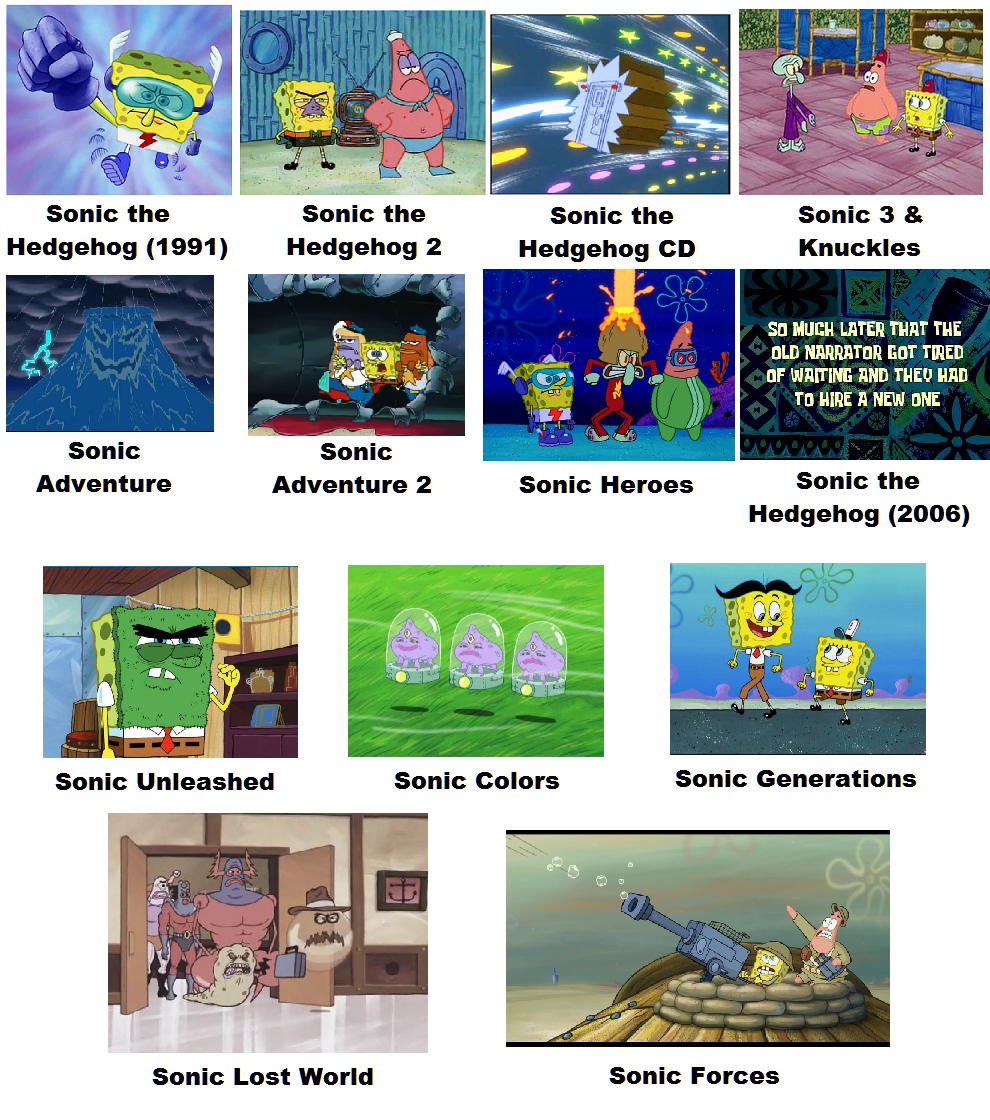 Sonic the
Hedgehog (1991)
Sonic the
Hedgehog 2
Sonic the
Hedgehog CD
Sonic 3 &
Knuckles
SO MUCH LATER THAT THE
OLD NARRATOR GOT TIRED
OF WAITING AND THEY HAD
TO HIRE A NEW ONE
Sonic
Adventure
Sonic
Adventure 2
Sonic Heroes
Sonic the
Hedgehog (2006)
Sonic Unleashed
Sonic Colors
Sonic Generations
Sonic Lost World
Sonic Forces